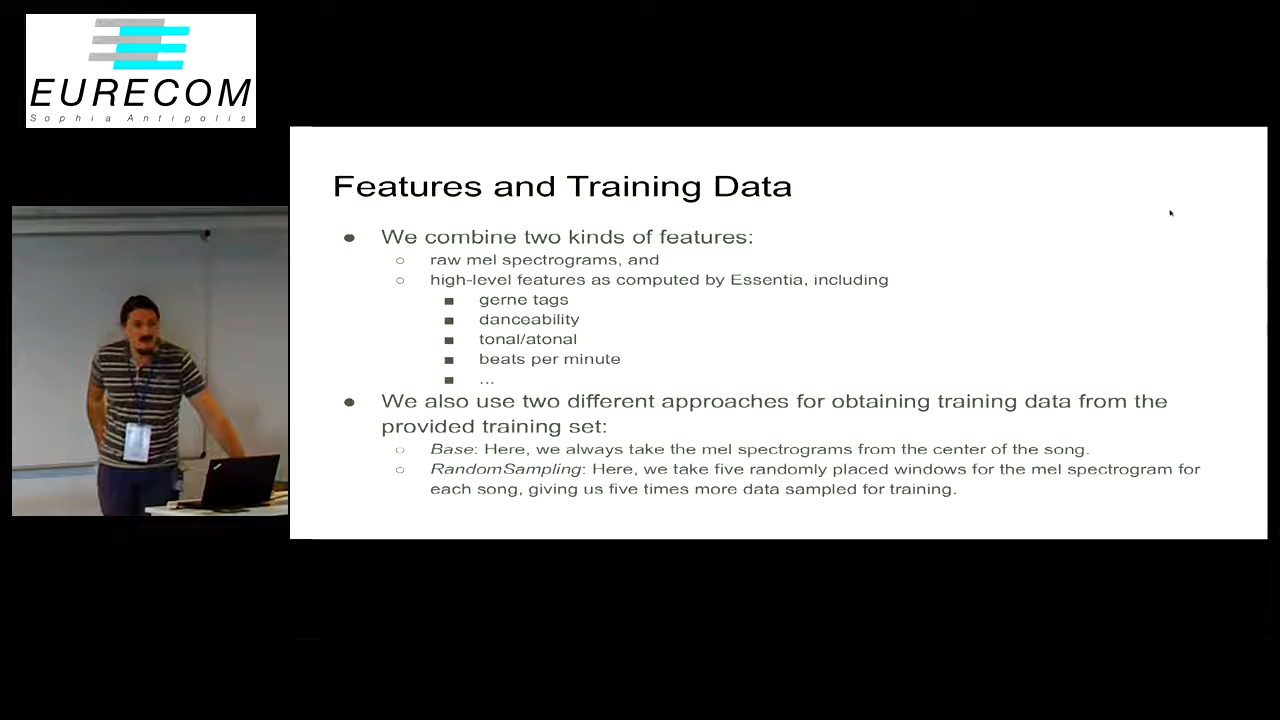 EURECOM
Sophia Antipolis
Features and Training Data
● We combine two kinds of features:
○ raw mel spectrograms, and
○ high-level features as computed by Essentia, including
■ gerne tags
■ danceability
■ tonal/atonal
■ beats per minute
■ ...
● We also use two different approaches for obtaining training data from the
provided training set:
○ Base: Here, we always take the mel spectrograms from the center of the song.
○ RandomSampling: Here, we take five randomly placed windows for the mel spectrogram for
each song, giving us five times more data sampled for training.